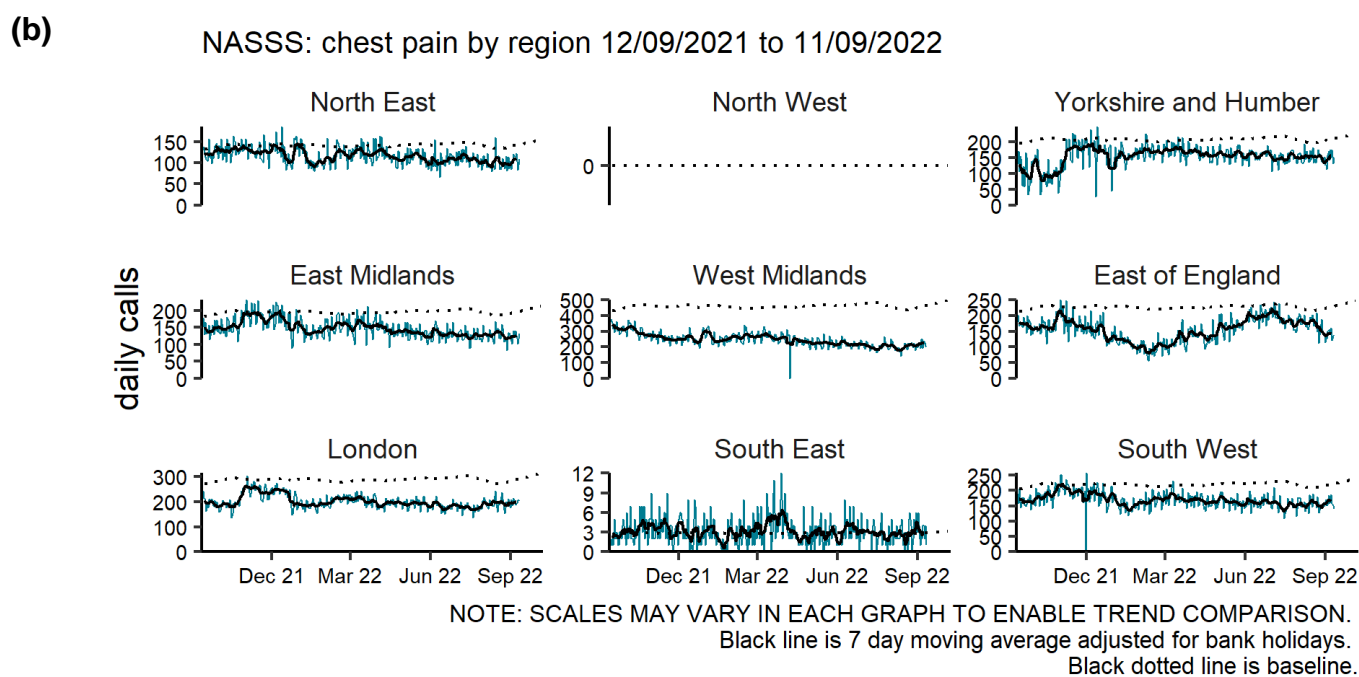 (b)
NASSS: chest pain by region 12/09/2021 to 11/09/2022
North East
North West
Yorkshire and Humber
150
100
50
0
0
200
150
100
50
0
daily calls
East Midlands
West Midlands
East of England
200
150
100
50
0
500
400
300
200
100
0
250
200
150
100
50
0
London
South East
South West
300
200
100
0
12
9
6
3
0
250
200
150
100
50
0
Dec 21 Mar 22 Jun 22 Sep 22
Dec 21 Mar 22 Jun 22 Sep 22
Dec 21 Mar 22 Jun 22 Sep 22
NOTE: SCALES MAY VARY IN EACH GRAPH TO ENABLE TREND COMPARISON.
Black line is 7 day moving average adjusted for bank holidays.
Black dotted line is baseline.